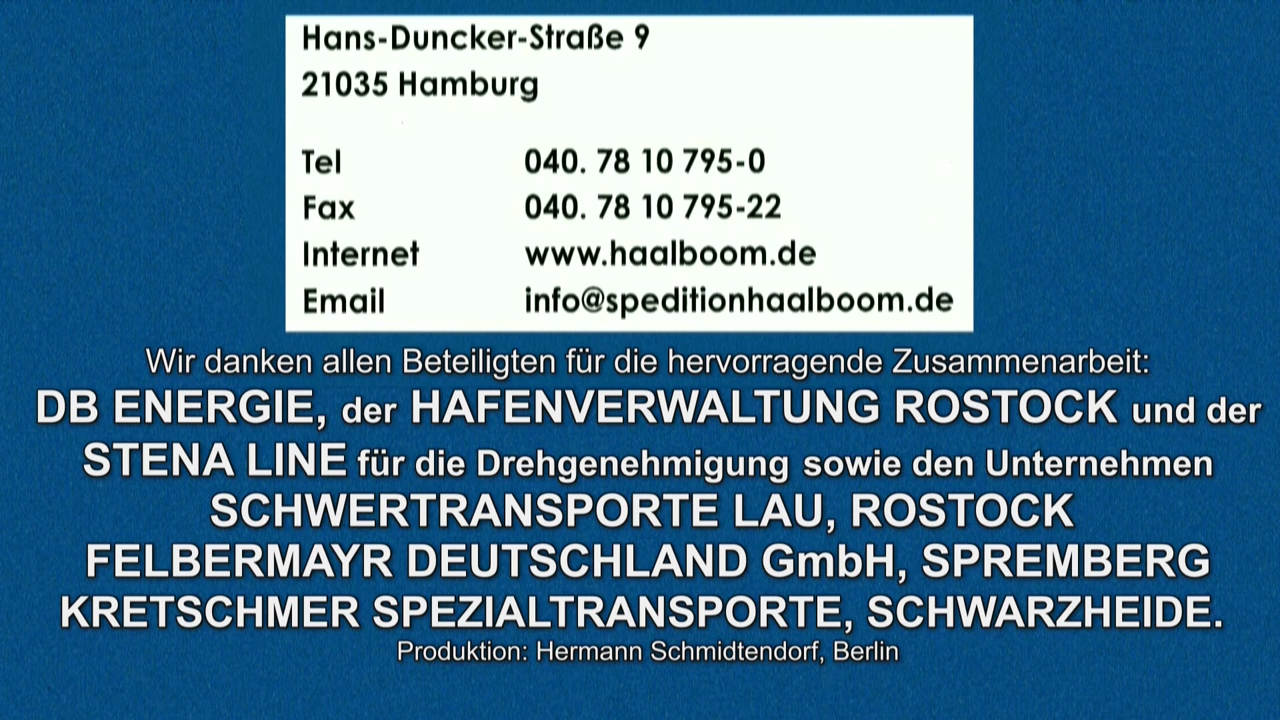 Hans-Duncker-Straße 9
21035 Hamburg
Tel 040. 78 10 795-0
Fax 040. 78 10 795-22
Internet www.haalboom.de
Email info@speditionhaalboom.de
Wir danken allen Beteiligten für die hervorragende Zusammenarbeit:
DB ENERGIE, der HAFENVERWALTUNG ROSTOCK und der
STENA LINE für die Drehgenehmigung sowie den Unternehmen
SCHWERTRANSPORTE LAU, ROSTOCK
FELBERMAYR DEUTSCHLAND GmbH, SPREMBERG
KRETSCHMER SPEZIALTRANSPORTE, SCHWARZHEIDE.
Produktion: Hermann Schmidtendorf, Berlin